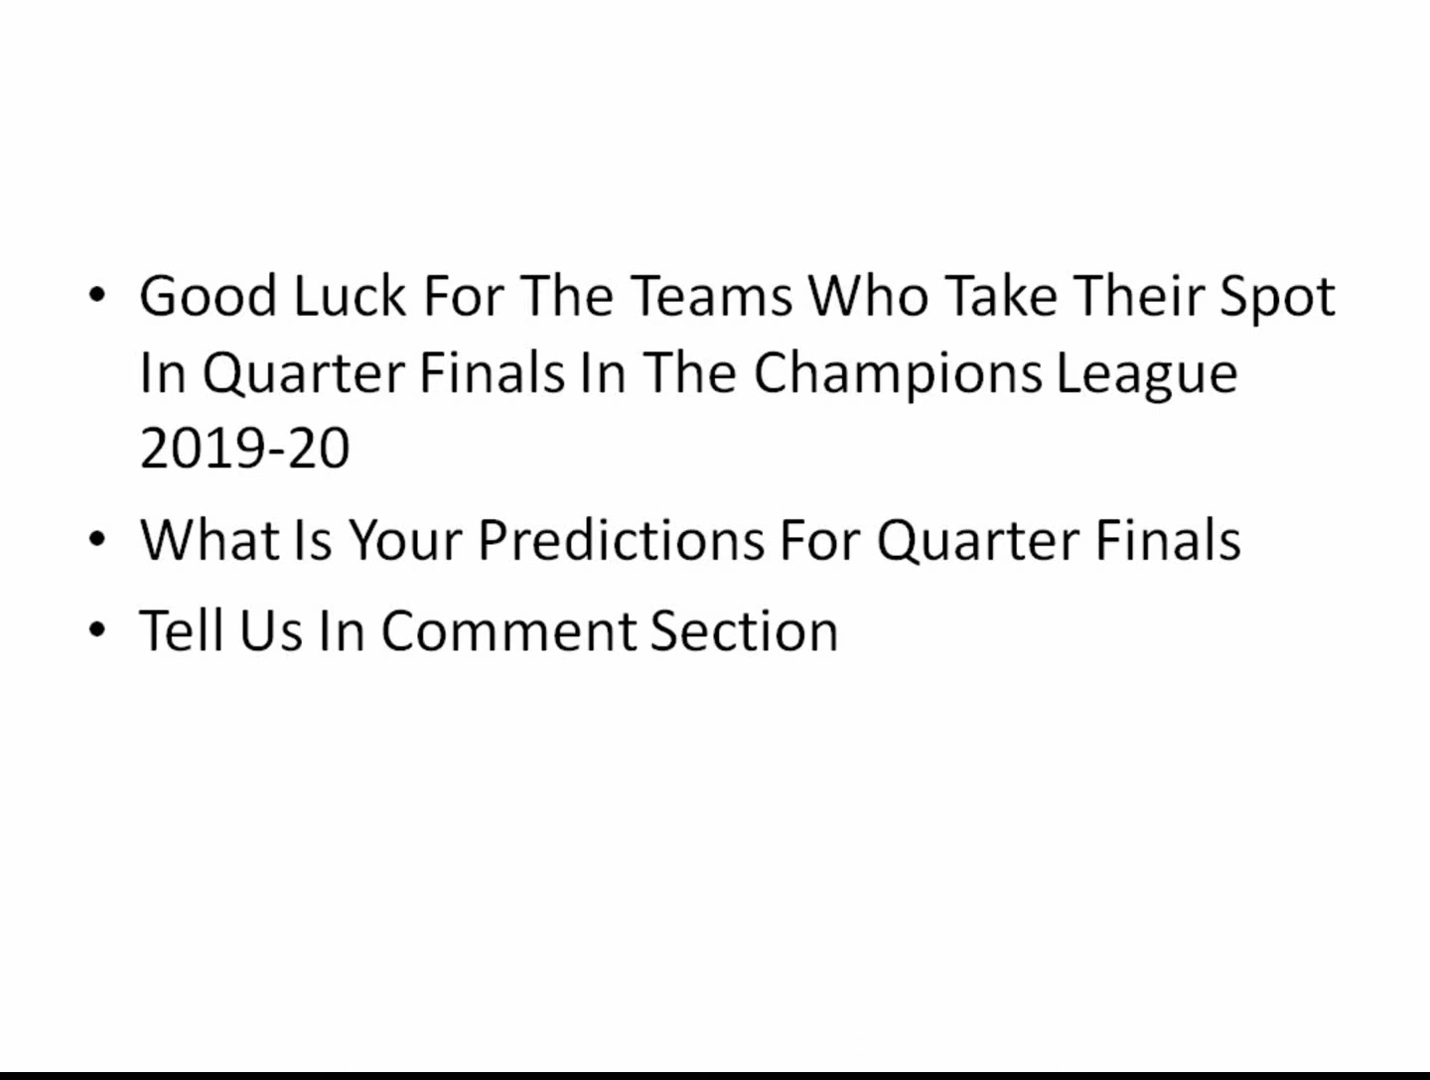 • Good Luck For The Teams Who Take Their Spot
In Quarter Finals In The Champions League
2019-20
• What Is Your Predictions For Quarter Finals
• Tell Us In Comment Section